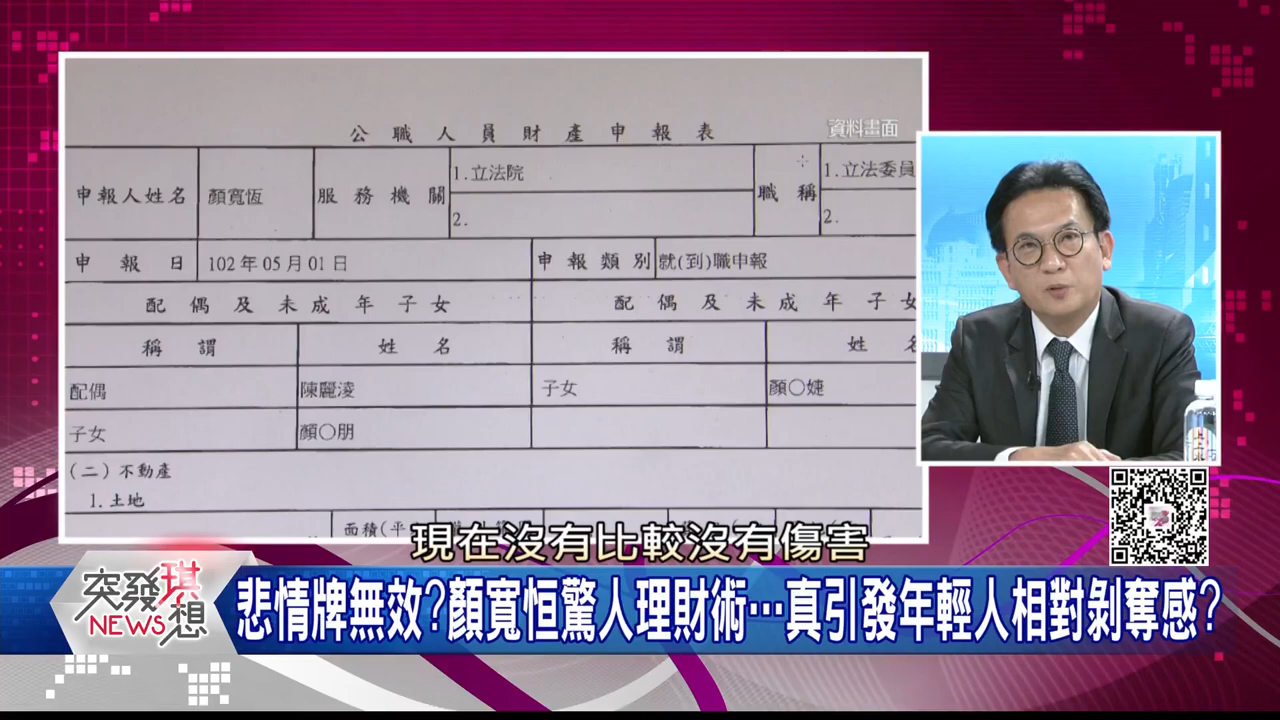 公職人員財產申報表
資料畫面
申報人姓名 顏寬恆 服務機關 1.立法院 職稱 1.立法委員
2. 2.
申報日 102年05月01日 申報類別 就(到)職申報
配偶及未成年子女 配偶及未成年子女
稱謂 姓名 稱謂 姓名
配偶 陳麗淩 子女 顏○婕
子女 顏○朋
(二)不動產
1.土地
面積(平
現在沒有比較沒有傷害
突發琪想
NEWS
悲情牌無效?顏寬恒驚人理財術…真引發年輕人相對剝奪感?